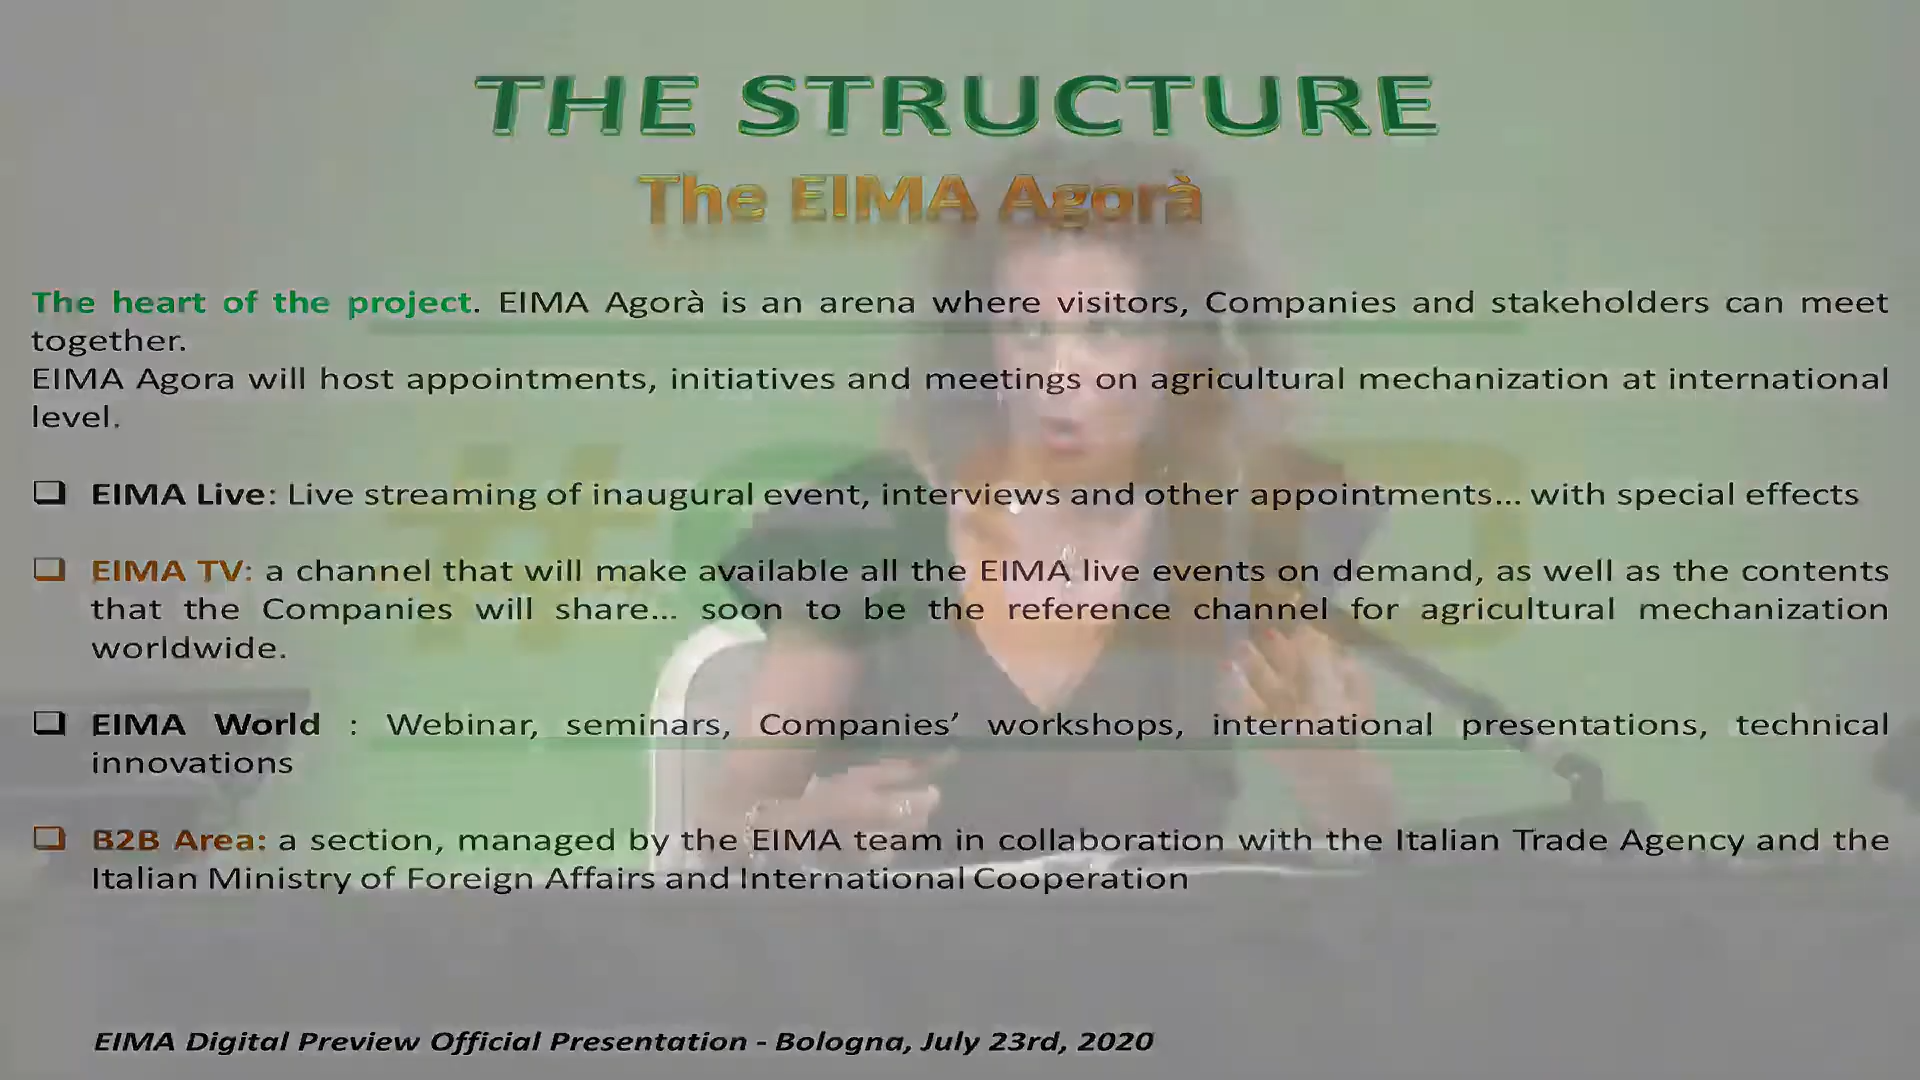 THE STRUCTURE
The EIMA Agorà
The heart of the project. EIMA Agorà is an arena where visitors, Companies and stakeholders can meet
together.
EIMA Agora will host appointments, initiatives and meetings on agricultural mechanization at international
level.
❑ EIMA Live: Live streaming of inaugural event, interviews and other appointments... with special effects
❑ EIMA TV: a channel that will make available all the EIMA live events on demand, as well as the contents
that the Companies will share... soon to be the reference channel for agricultural mechanization
worldwide.
❑ EIMA World : Webinar, seminars, Companies’ workshops, international presentations, technical
innovations
❑ B2B Area: a section, managed by the EIMA team in collaboration with the Italian Trade Agency and the
Italian Ministry of Foreign Affairs and International Cooperation
EIMA Digital Preview Official Presentation - Bologna, July 23rd, 2020